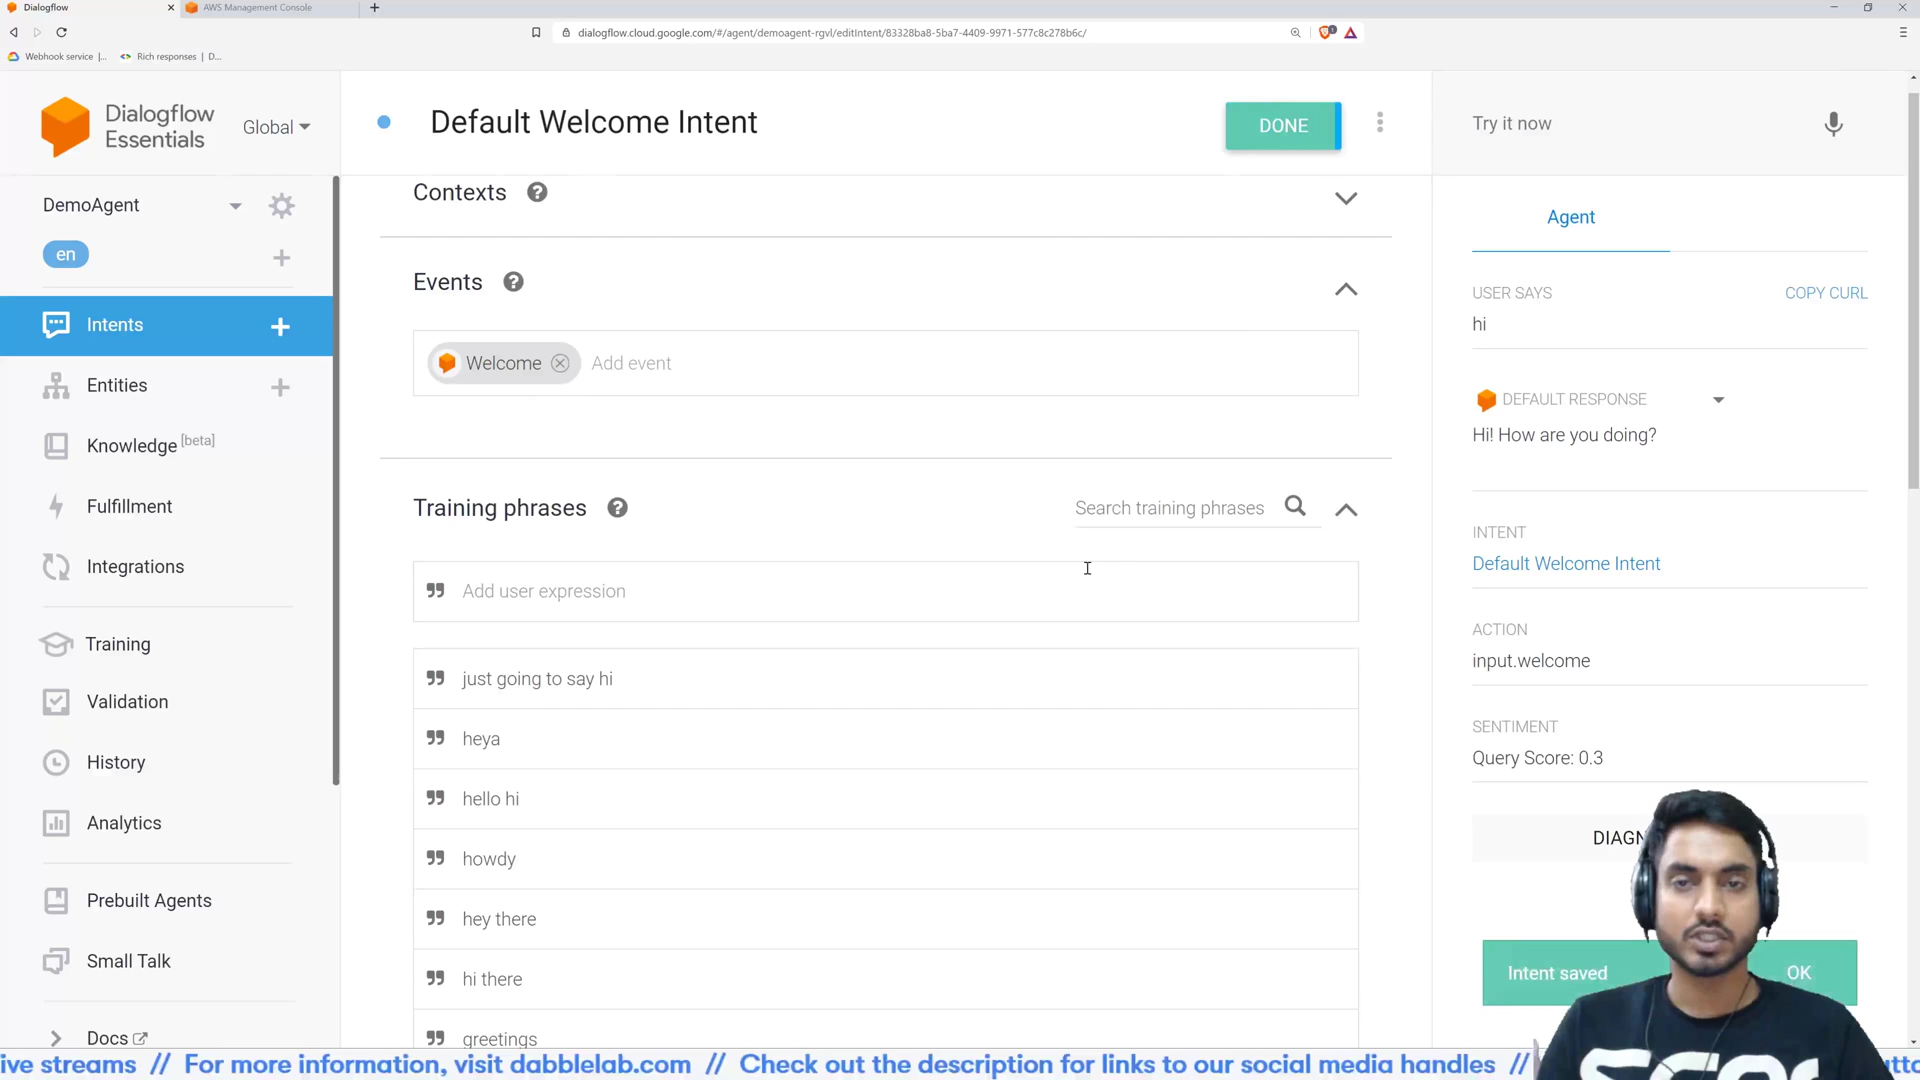 Dialogflow
AWS Management Console
dialogflow.cloud.google.com/#/agent/demoagent-rgvl/editIntent/83328ba8-5ba7-4409-9971-577c8c278b6c/
Webhook service |...
Rich responses | D...
Dialogflow
Essentials
Global
Default Welcome Intent
DONE
Try it now
DemoAgent
en
Intents
Entities
Knowledge [beta]
Fulfillment
Integrations
Training
Validation
History
Analytics
Prebuilt Agents
Small Talk
Docs
Contexts
Events
Welcome
Add event
Training phrases
Search training phrases
Add user expression
just going to say hi
heya
hello hi
howdy
hey there
hi there
greetings
Agent
USER SAYS
COPY CURL
hi
DEFAULT RESPONSE
Hi! How are you doing?
INTENT
Default Welcome Intent
ACTION
input.welcome
SENTIMENT
Query Score: 0.3
DIAGN
Intent saved
OK
ive streams // For more information, visit dabblelab.com // Check out the description for links to our social media handles //